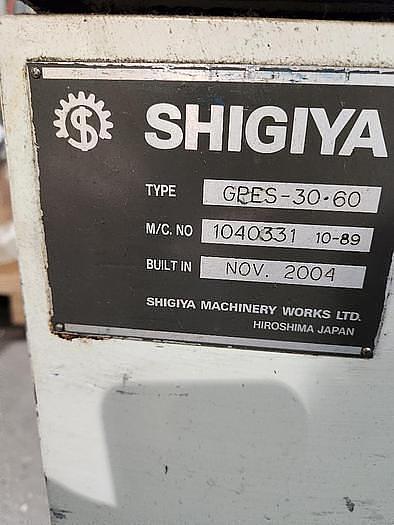 SHIGIYA
TYPE GPES-30·60
M/C. NO 1040331 10-89
BUILT IN NOV. 2004
SHIGIYA MACHINERY WORKS LTD.
HIROSHIMA JAPAN